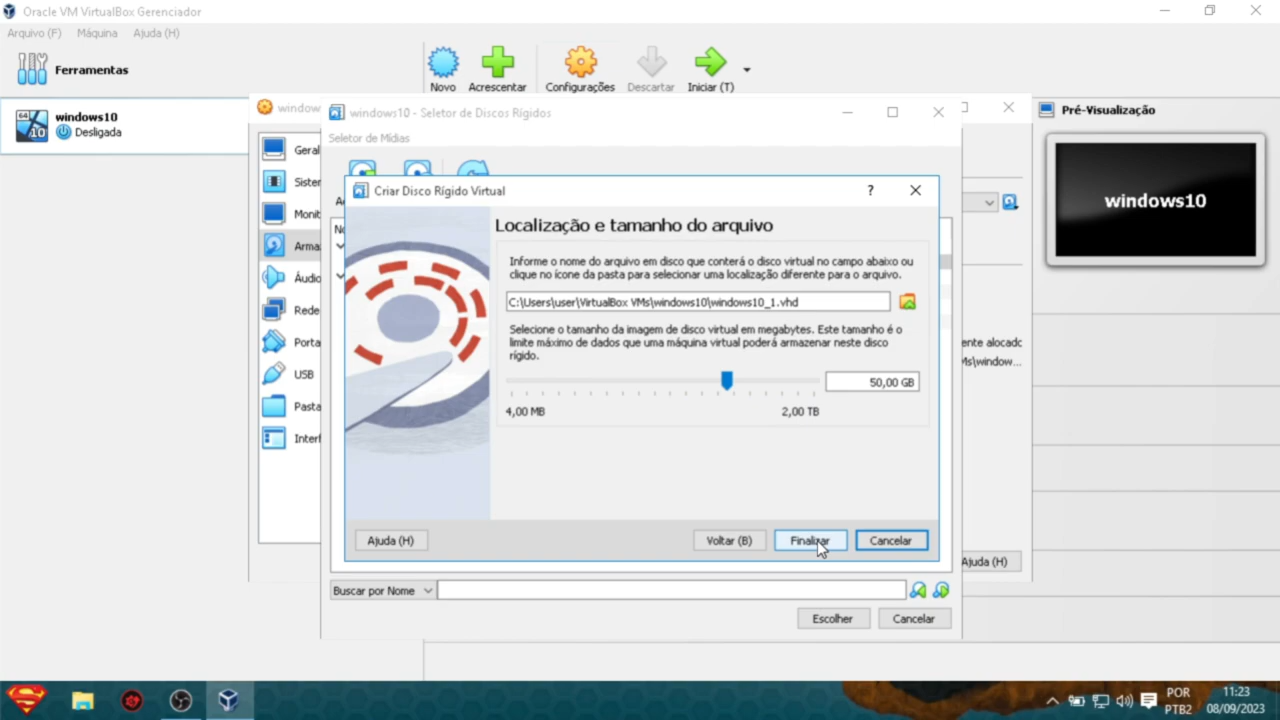 Oracle VM VirtualBox Gerenciador
Arquivo (F) Máquina Ajuda (H)
Ferramentas
Novo Acrescentar Configurações Descartar Iniciar (T)
windows10
Desligada
64
10
Pré-Visualização
windows10
windows10 - Seletor de Discos Rígidos
Seletor de Mídias
Geral
Monit
Arma
Áudio
Rede
Porta
USB
Pasta
Criar Disco Rígido Virtual
Localização e tamanho do arquivo
Informe o nome do arquivo em disco que conterá o disco virtual no campo abaixo ou
clique no ícone da pasta para selecionar uma localização diferente para o arquivo.
C:\Users\user\VirtualBox VMs\windows10\windows10_1.vhd
Selecione o tamanho da imagem de disco virtual em megabytes. Este tamanho é o
limite máximo de dados que uma máquina virtual poderá armazenar neste disco
rígido.
50,00 GB
4,00 MB 2,00 TB
Ajuda (H) Voltar (B) Finalizar Cancelar
ente alocado
Ms\window...
Ajuda (H)
Buscar por Nome
Escolher Cancelar
POR
PTB2
11:23
08/09/2023